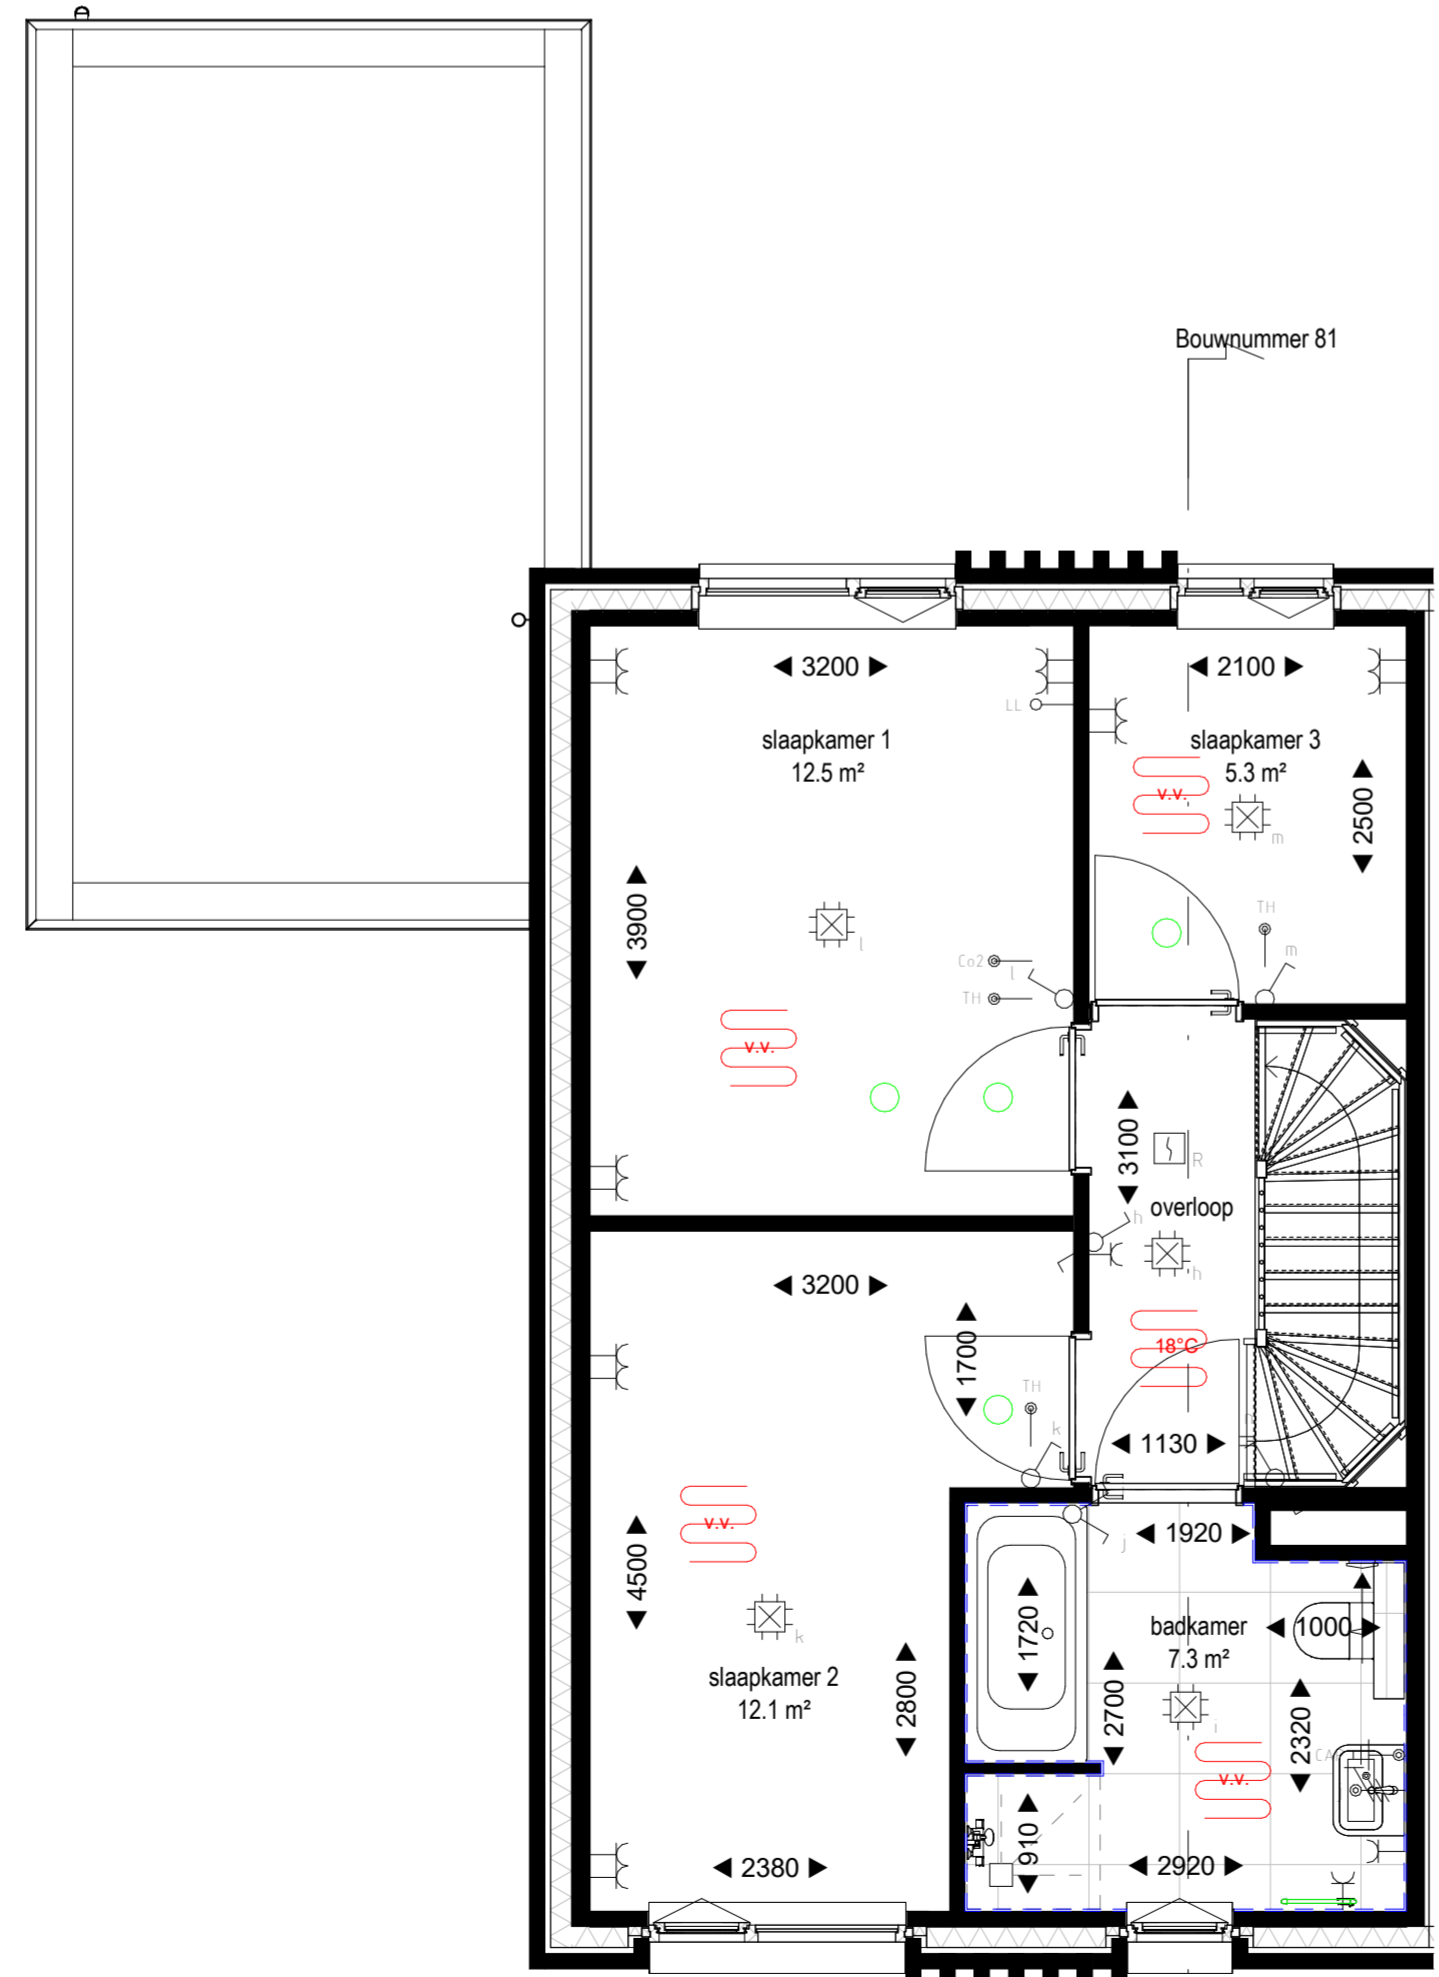 Bouwnummer 81
3200
2100
LL
slaapkamer 1
12.5 m²
slaapkamer 3
5.3 m²
v.v.
2500
m
3900
l
TH
m
Co2
l
TH
v.v.
3100
R
overloop
h
h
3200
1700
18°C
TH
k
1130
v.v.
1920
j
4500
1720
badkamer
7.3 m²
1000
k
slaapkamer 2
12.1 m²
2800
2700
i
2320
v.v.
910
2380
2920